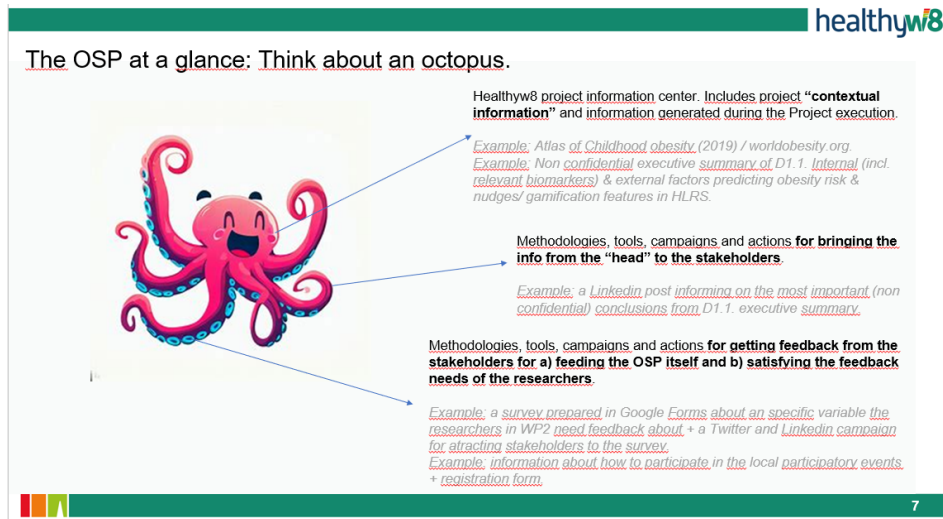 healthyw8
The OSP at a glance: Think about an octopus.
Healthyw8 project information center. Includes project “contextual
information” and information generated during the Project execution.
Example: Atlas of Childhood obesity (2019) / worldobesity.org.
Example: Non confidential executive summary of D1.1. Internal (incl.
relevant biomarkers) & external factors predicting obesity risk &
nudges/ gamification features in HLRS.
Methodologies, tools, campaigns and actions for bringing the
info from the “head” to the stakeholders.
Example: a Linkedin post informing on the most important (non
confidential) conclusions from D1.1. executive summary.
Methodologies, tools, campaigns and actions for getting feedback from the
stakeholders for a) feeding the OSP itself and b) satisfying the feedback
needs of the researchers.
Example: a survey prepared in Google Forms about an specific variable the
researchers in WP2 need feedback about + a Twitter and Linkedin campaign
for atracting stakeholders to the survey.
Example: information about how to participate in the local participatory events
+ registration form.
7